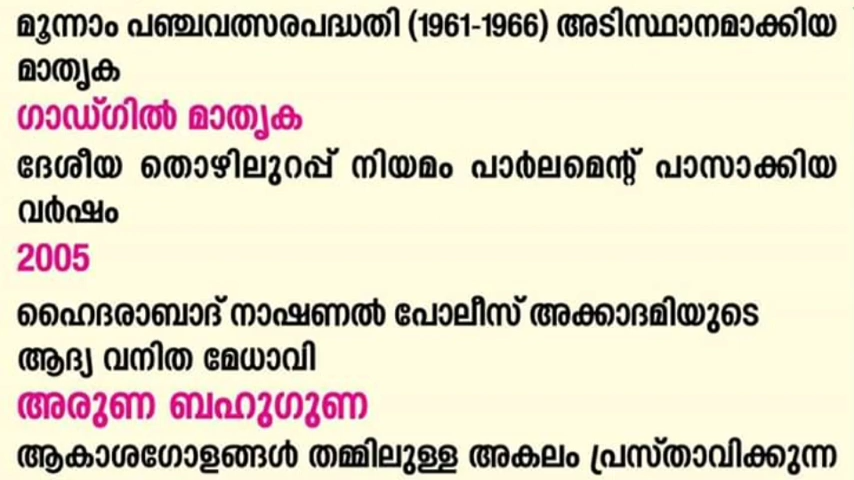 മൂന്നാം പഞ്ചവത്സരപദ്ധതി (1961-1966) അടിസ്ഥാനമാക്കിയ
മാതൃക
ഗാഡ്ഗിൽ മാതൃക
ദേശീയ തൊഴിലുറപ്പ് നിയമം പാർലമെന്റ് പാസാക്കിയ
വർഷം
2005
ഹൈദരാബാദ് നാഷണൽ പോലീസ് അക്കാദമിയുടെ
ആദ്യ വനിത മേധാവി
അരുണ ബഹുഗുണ
ആകാശഗോളങ്ങൾ തമ്മിലുള്ള അകലം പ്രസ്താവിക്കുന്ന